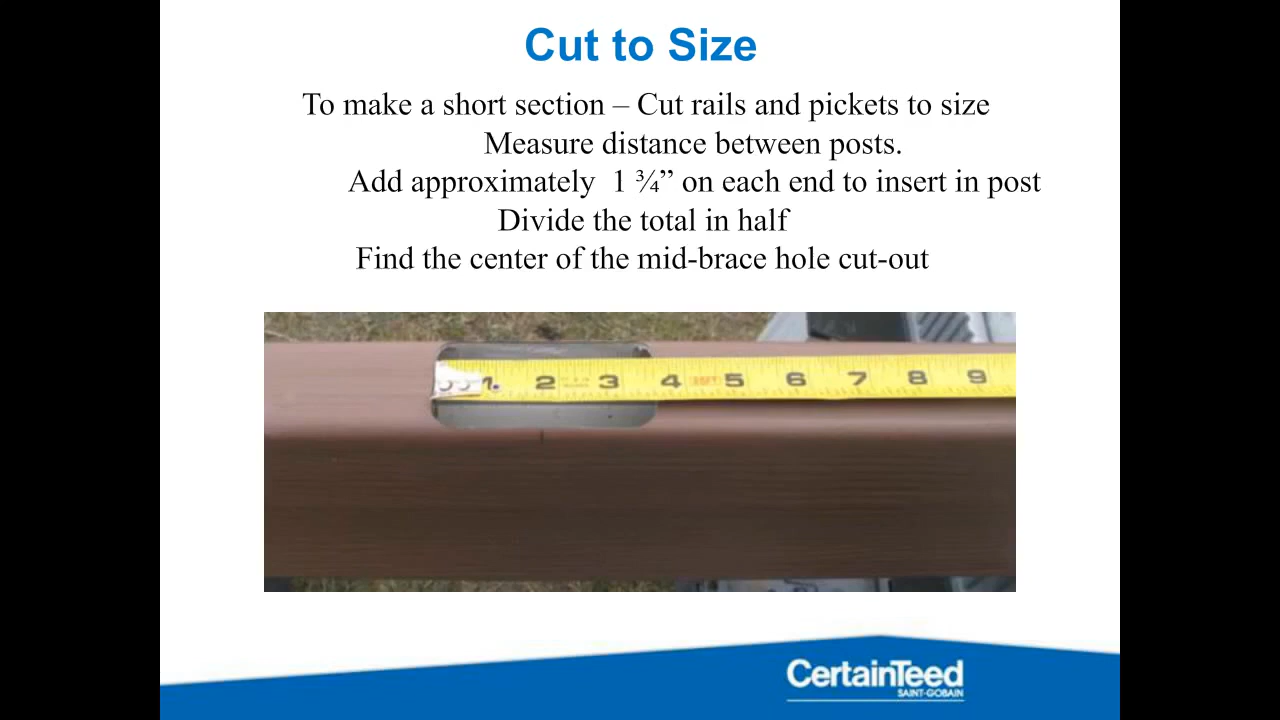 Cut to Size
To make a short section – Cut rails and pickets to size
Measure distance between posts.
Add approximately 1 ¾” on each end to insert in post
Divide the total in half
Find the center of the mid-brace hole cut-out
1 2 3 4 5 6 7 8 9
CertainTeed
SAINT-GOBAIN